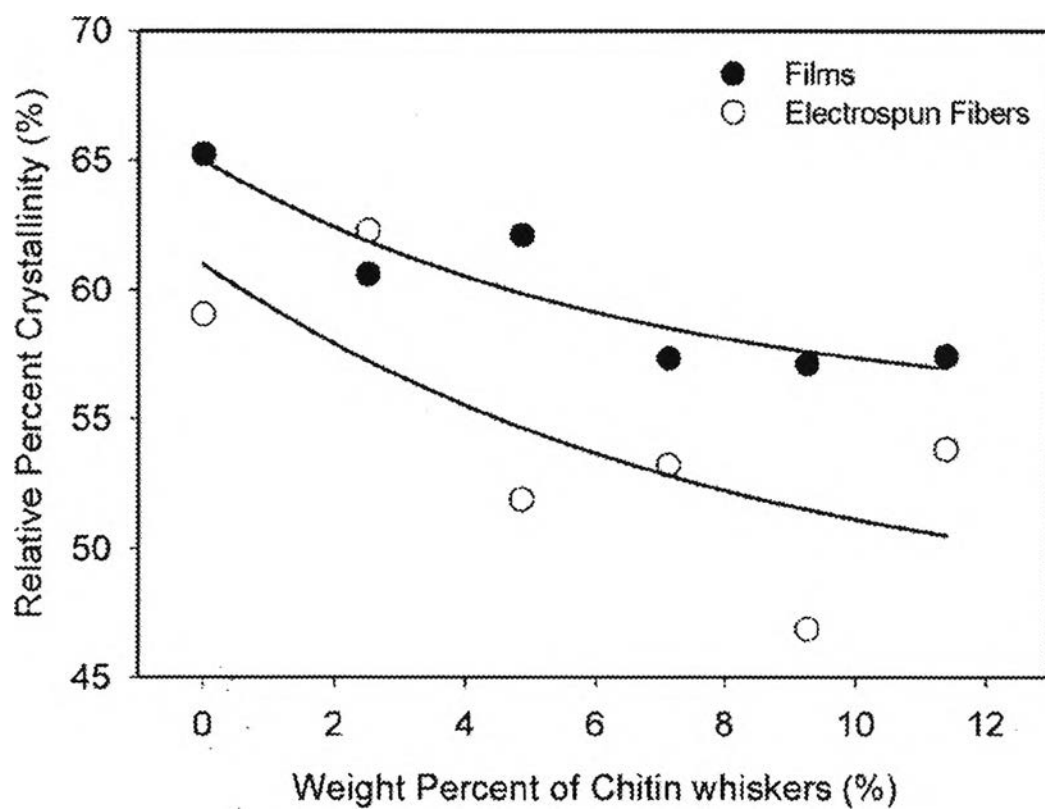 70
65
60
55
50
45
Relative Percent Crystallinity (%)
Films
Electrospun Fibers
0 2 4 6 8 10 12
Weight Percent of Chitin whiskers (%)